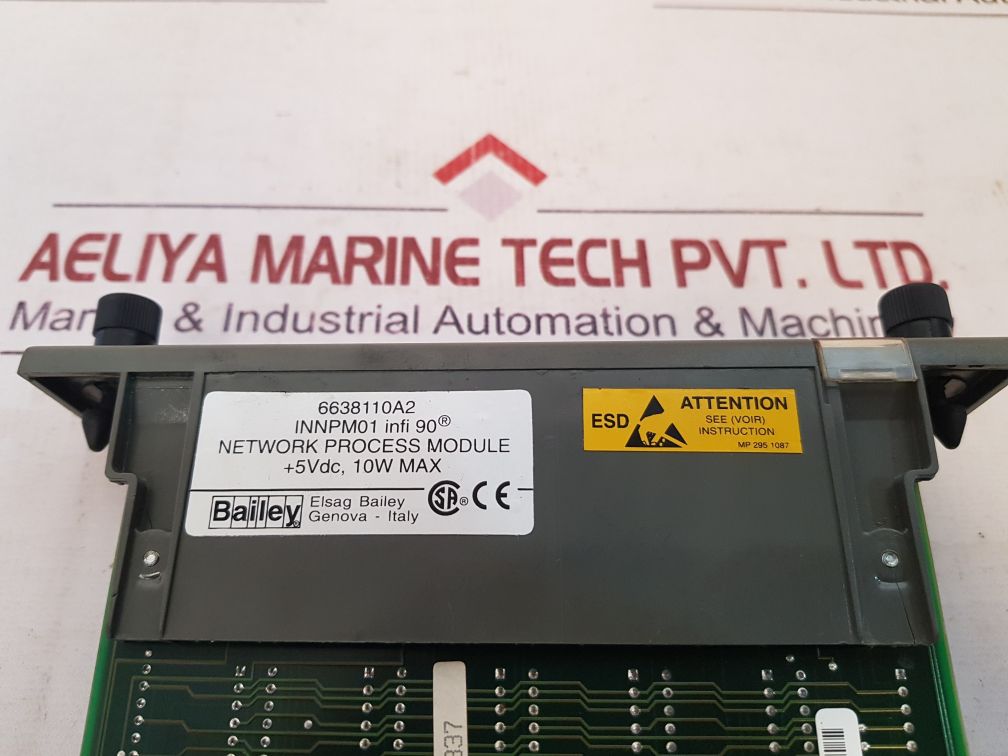 AELIYA MARINE TECH PVT. LTD.
Mar & Industrial Automation & Machin
6638110A2
INNPM01 infi 90®
NETWORK PROCESS MODULE
+5Vdc, 10W MAX
Bailey®
Elsag Bailey
Genova - Italy
SA® CE
ESD
ATTENTION
SEE (VOIR)
INSTRUCTION
MP 295 1087
337